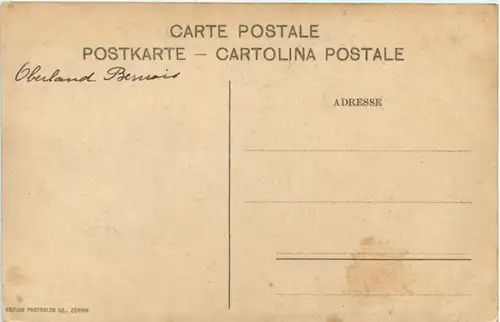 CARTE POSTALE
POSTKARTE — CARTOLINA POSTALE
Oberland Bernois
ADRESSE
EDITION PHOTOGLOB CO., ZÜRICH